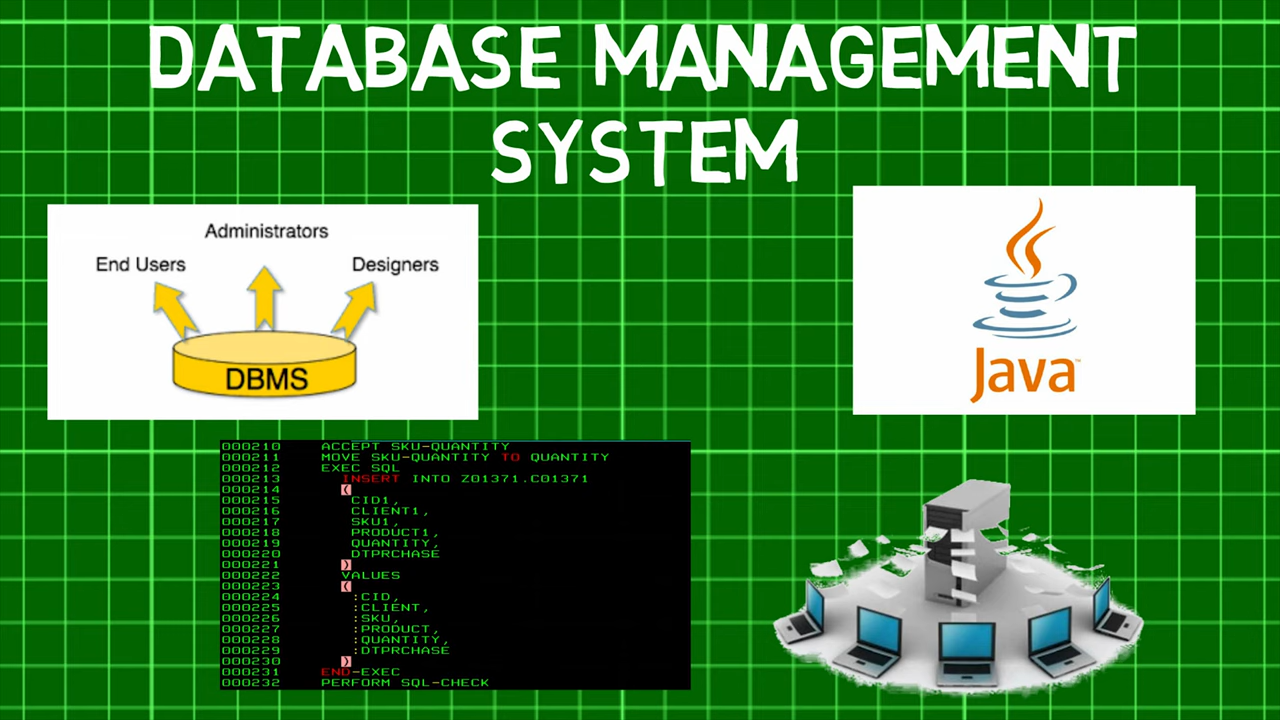 DATABASE MANAGEMENT
SYSTEM
Administrators
End Users
Designers
DBMS
Java™
000210 ACCEPT SKU-QUANTITY
000211 MOVE SKU-QUANTITY TO QUANTITY
000212 EXEC SQL
000213 INSERT INTO Z01371.C01371
000214 (
000215 CID1,
000216 CLIENT1,
000217 SKU1,
000218 PRODUCT1,
000219 QUANTITY,
000220 DTPRCHASE
000221 )
000222 VALUES
000223 (
000224 :CID,
000225 :CLIENT,
000226 :SKU,
000227 :PRODUCT,
000228 :QUANTITY,
000229 :DTPRCHASE
000230 )
000231 END-EXEC
000232 PERFORM SQL-CHECK